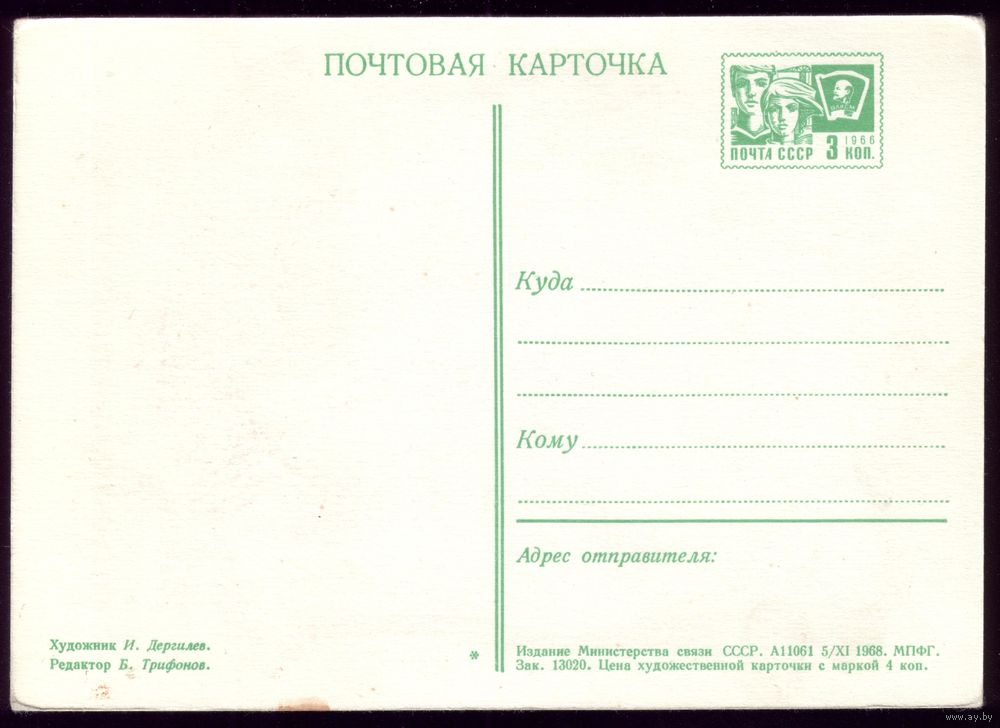 ПОЧТОВАЯ КАРТОЧКА
ВЛКСМ
1966
ПОЧТА СССР 3 КОП.
Куда
Кому
Адрес отправителя:
Художник И. Дергилев.
Редактор Б. Трифонов.
*
Издание Министерства связи СССР. А11061 5/XI 1968. МПФГ.
Зак. 13020. Цена художественной карточки с маркой 4 коп.
www.ay.by